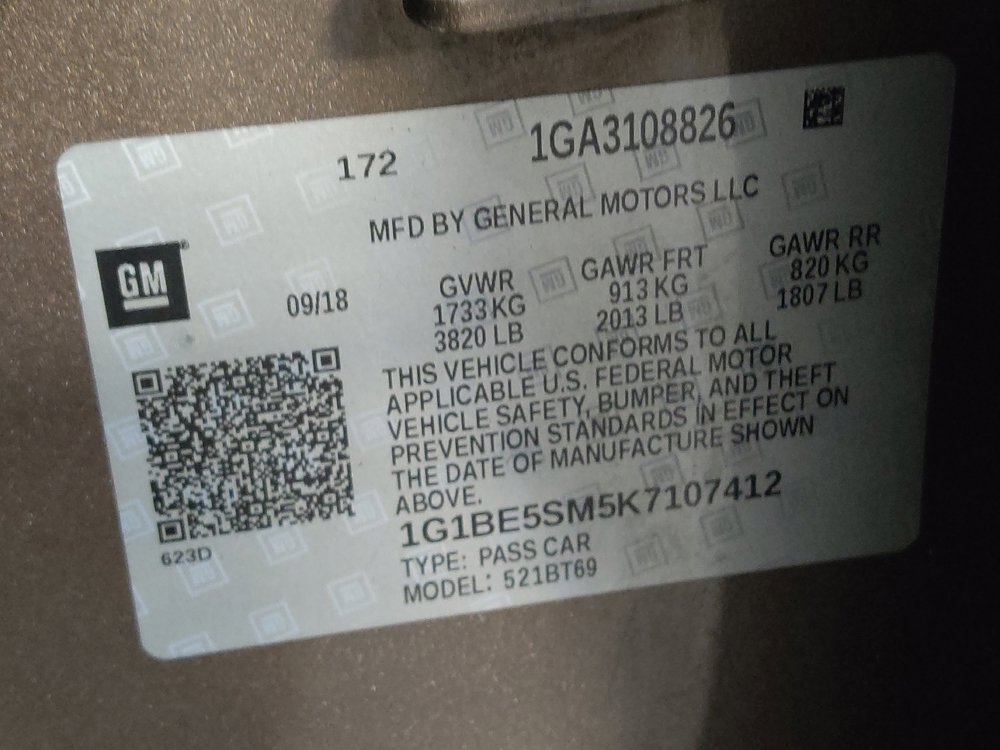 172
1GA3108826
MFD BY GENERAL MOTORS LLC
GM
09/18
GVWR
1733 KG
3820 LB
GAWR FRT
913 KG
2013 LB
GAWR RR
820 KG
1807 LB
THIS VEHICLE CONFORMS TO ALL
APPLICABLE U.S. FEDERAL MOTOR
VEHICLE SAFETY, BUMPER, AND THEFT
PREVENTION STANDARDS IN EFFECT ON
THE DATE OF MANUFACTURE SHOWN
ABOVE.
1G1BE5SM5K7107412
TYPE: PASS CAR
MODEL: 521BT69
623D